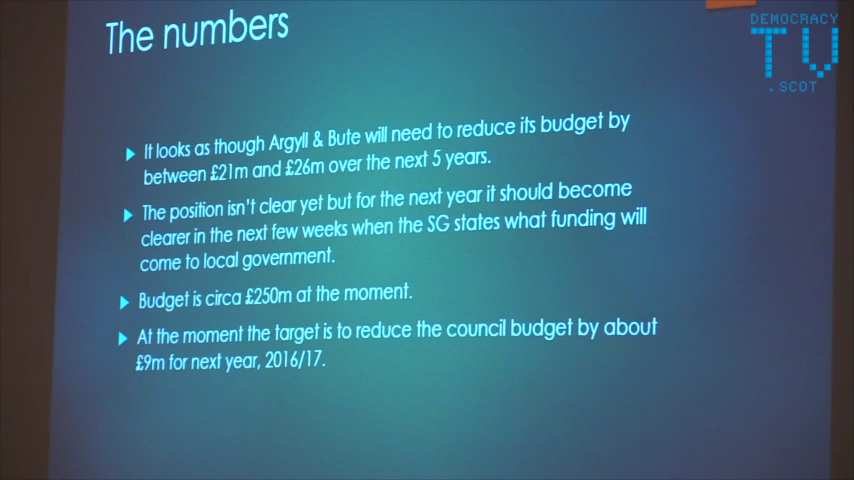 The numbers
DEMOCRACY
TV
.SCOT
It looks as though Argyll & Bute will need to reduce its budget by
between £21m and £26m over the next 5 years.
The position isn't clear yet but for the next year it should become
clearer in the next few weeks when the SG states what funding will
come to local government.
Budget is circa £250m at the moment.
At the moment the target is to reduce the council budget by about
£9m for next year, 2016/17.